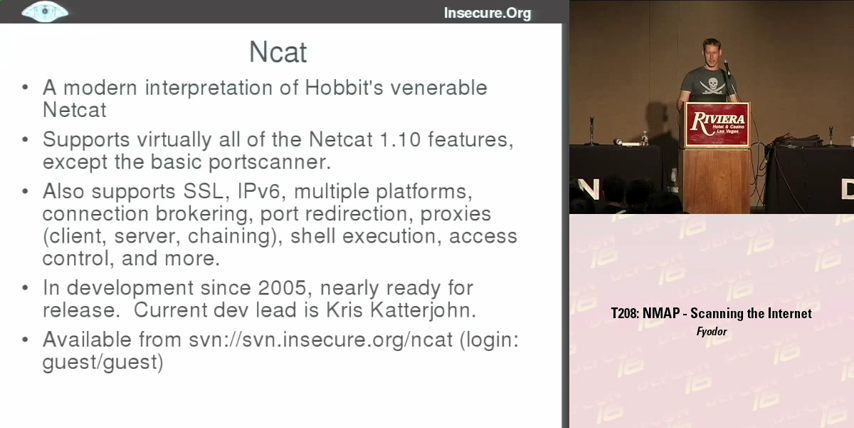 Insecure.Org
Ncat
• A modern interpretation of Hobbit's venerable
Netcat
• Supports virtually all of the Netcat 1.10 features,
except the basic portscanner.
• Also supports SSL, IPv6, multiple platforms,
connection brokering, port redirection, proxies
(client, server, chaining), shell execution, access
control, and more.
• In development since 2005, nearly ready for
release. Current dev lead is Kris Katterjohn.
• Available from svn://svn.insecure.org/ncat (login:
guest/guest)
RIVIERA
Hotel & Casino
Las Vegas
N
D
T208: NMAP - Scanning the Internet
Fyodor